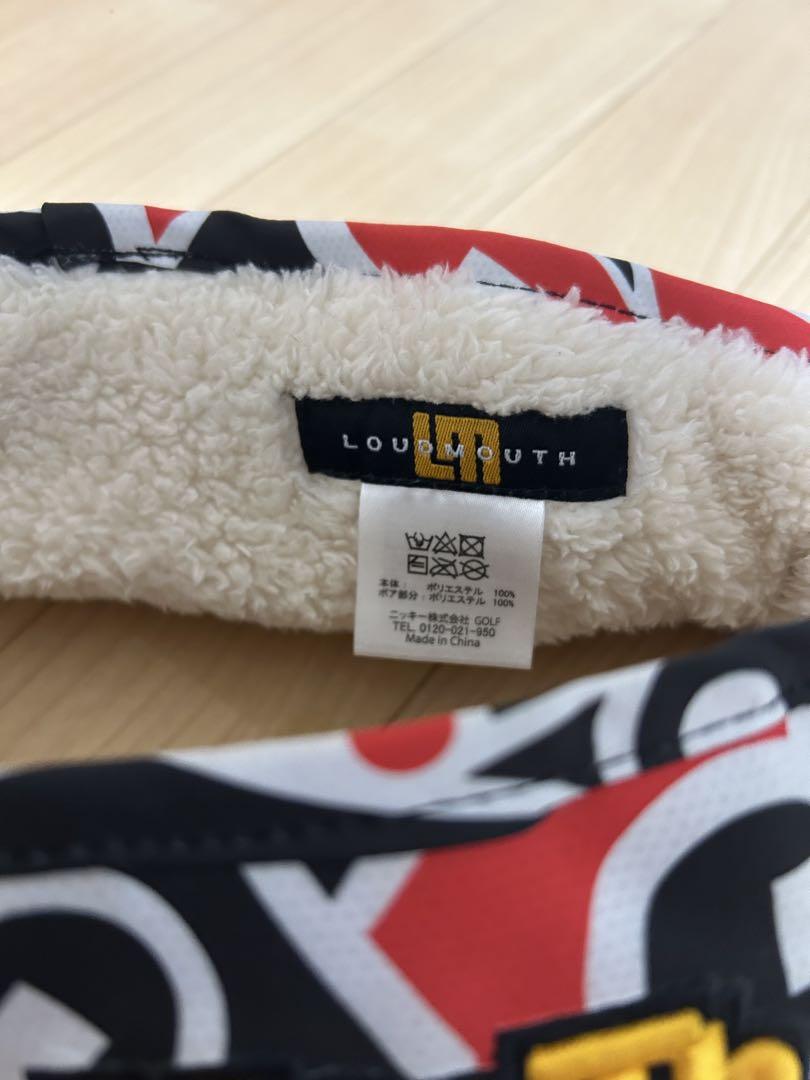 LOUDMOUTH
LM
本体： ポリエステル 100%
ボア部分：ポリエステル 100%
ニッキー株式会社 GOLF
TEL. 0120-021-950
Made in China